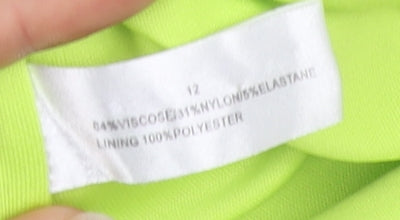 12
64%VISCOSE/31%NYLON/5%ELASTANE
LINING 100%POLYESTER